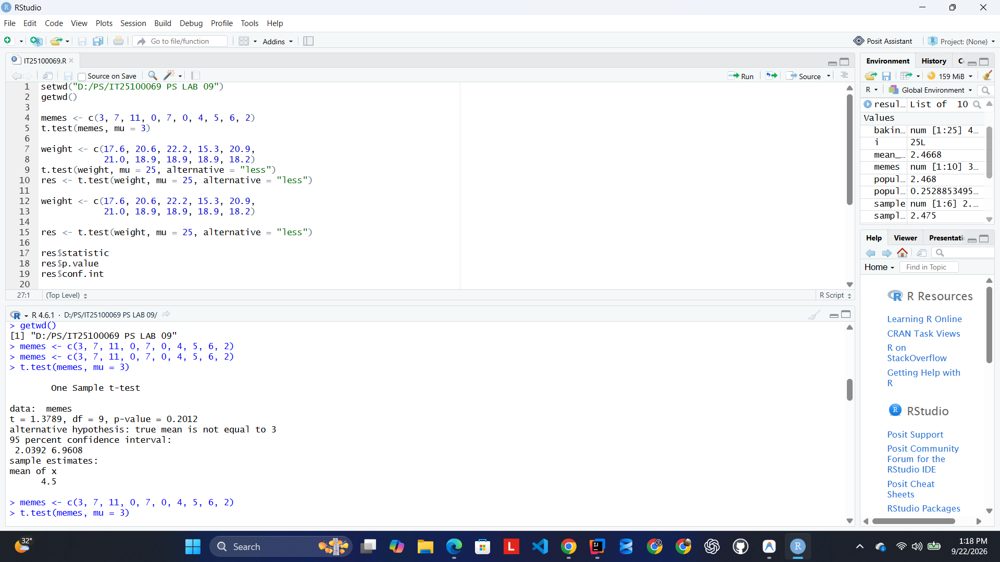 RStudio
File Edit Code View Plots Session Build Debug Profile Tools Help
Go to file/function Addins Posit Assistant Project: (None)
IT25100069.R
Source on Save Run Source
1 setwd("D:/PS/IT25100069 PS LAB 09")
2 getwd()
3
4 memes <- c(3, 7, 11, 0, 7, 0, 4, 5, 6, 2)
5 t.test(memes, mu = 3)
6
7 weight <- c(17.6, 20.6, 22.2, 15.3, 20.9,
8 21.0, 18.9, 18.9, 18.9, 18.2)
9 t.test(weight, mu = 25, alternative = "less")
10 res <- t.test(weight, mu = 25, alternative = "less")
11
12 weight <- c(17.6, 20.6, 22.2, 15.3, 20.9,
13 21.0, 18.9, 18.9, 18.9, 18.2)
14
15 res <- t.test(weight, mu = 25, alternative = "less")
16
17 res$statistic
18 res$p.value
19 res$conf.int
20
27:1 (Top Level) R Script
R 4.6.1 · D:/PS/IT25100069 PS LAB 09/
> getwd()
[1] "D:/PS/IT25100069 PS LAB 09"
> memes <- c(3, 7, 11, 0, 7, 0, 4, 5, 6, 2)
> memes <- c(3, 7, 11, 0, 7, 0, 4, 5, 6, 2)
> t.test(memes, mu = 3)
One Sample t-test
data: memes
t = 1.3789, df = 9, p-value = 0.2012
alternative hypothesis: true mean is not equal to 3
95 percent confidence interval:
2.0392 6.9608
sample estimates:
mean of x
4.5
> memes <- c(3, 7, 11, 0, 7, 0, 4, 5, 6, 2)
> t.test(memes, mu = 3)
Environment History C
159 MiB
R Global Environment
resul… List of 10
Values
bakin… num [1:25] 4…
i 25L
mean_… 2.4668
memes num [1:10] 3…
popul… 2.468
popul… 0.2528853495…
sample num [1:6] 2.…
sampl… 2.475
Help Viewer Presentati
Home Find in Topic
R Resources
Learning R Online
CRAN Task Views
R on
StackOverflow
Getting Help with
R
RStudio
Posit Support
Posit Community
Forum for the
RStudio IDE
Posit Cheat
Sheets
RStudio Packages
32°
Search
1:18 PM
9/22/2026